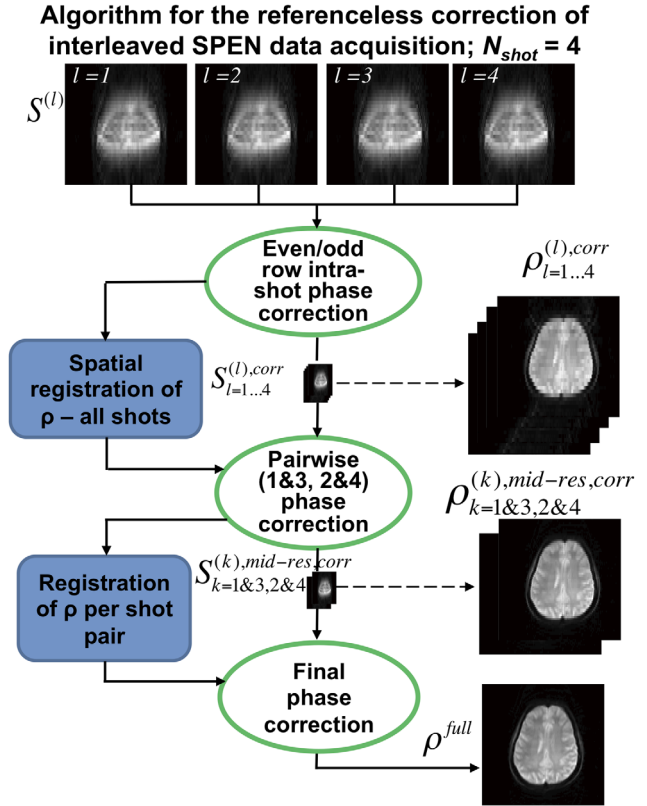 Algorithm for the referenceless correction of
interleaved SPEN data acquisition; N_shot = 4
l =1
l =2
l =3
l =4
S^(l)
Even/odd
row intra-
shot phase
correction
ρ^(l),corr_l=1...4
Spatial
registration of
ρ – all shots
S^(l),corr_l=1...4
Pairwise
(1&3, 2&4)
phase
correction
ρ^(k),mid−res,corr_k=1&3,2&4
S^(k),mid−res,corr_k=1&3,2&4
Registration
of ρ per shot
pair
Final
phase
correction
ρ^full